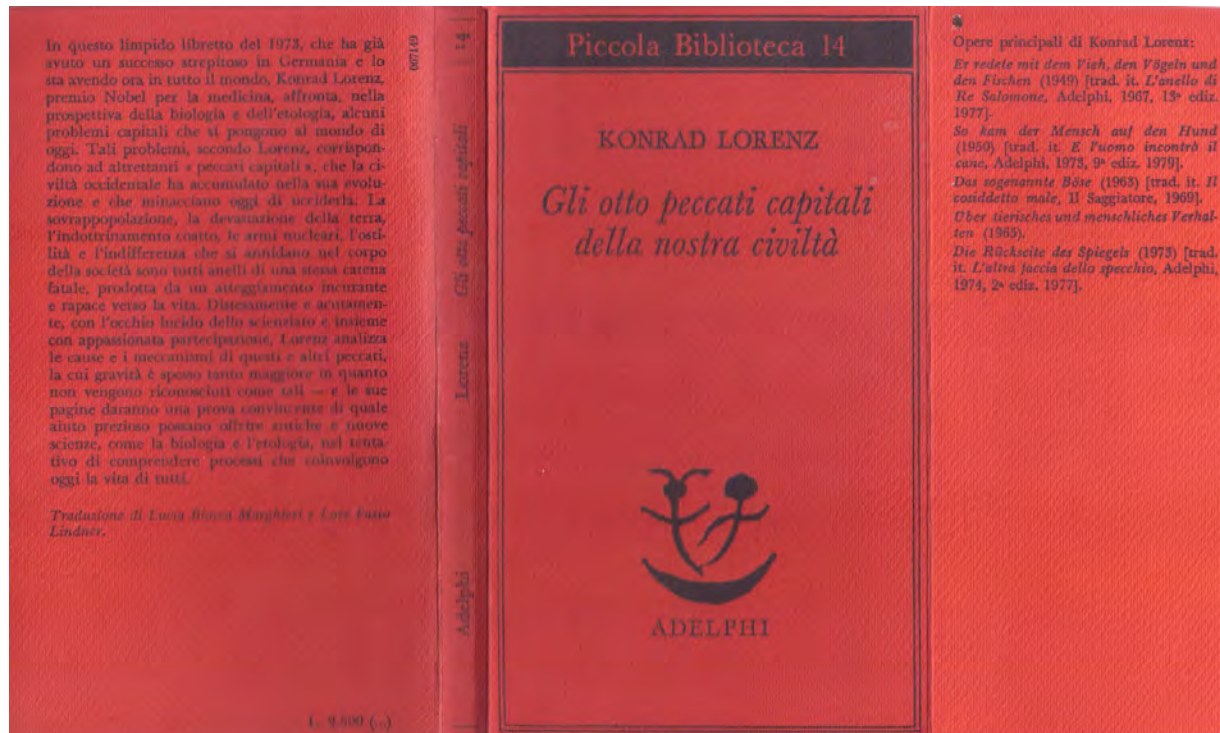 In questo limpido libretto del 1973, che ha già
avuto un successo strepitoso in Germania e lo
sta avendo ora in tutto il mondo, Konrad Lorenz,
premio Nobel per la medicina, affronta, nella
prospettiva della biologia e dell'etologia, alcuni
problemi capitali che si pongono al mondo di
oggi. Tali problemi, secondo Lorenz, corrispon-
dono ad altrettanti « peccati capitali », che la ci-
viltà occidentale ha accumulato nella sua evolu-
zione e che minacciano oggi di ucciderla. La
sovrappopolazione, la devastazione della terra,
l'indottrinamento coatto, le armi nucleari, l'osti-
lità e l'indifferenza che si annidano nel corpo
della società sono tutti anelli di una stessa catena
fatale, prodotta da un atteggiamento incurante
e rapace verso la vita. Distesamente e acutamen-
te, con l'occhio lucido dello scienziato e insieme
con appassionata partecipazione, Lorenz analizza
le cause e i meccanismi di questi e altri peccati,
la cui gravità è spesso tanto maggiore in quanto
non vengono riconosciuti come tali – e le sue
pagine daranno una prova convincente di quale
aiuto prezioso possano offrire antiche e nuove
scienze, come la biologia e l'etologia, nel tenta-
tivo di comprendere processi che coinvolgono
oggi la vita di tutti.
Traduzione di Lucia Bianca Marghieri e Lore Fazio
Lindner.
067149
14
Gli otto peccati capitali
Lorenz
Adelphi
Piccola Biblioteca 14
KONRAD LORENZ
Gli otto peccati capitali
della nostra civiltà
ADELPHI
Opere principali di Konrad Lorenz:
Er redete mit dem Vieh, den Vögeln und
den Fischen (1949) [trad. it. L'anello di
Re Salomone, Adelphi, 1967, 13ª ediz.
1977].
So kam der Mensch auf den Hund
(1950) [trad. it. E l'uomo incontrò il
cane, Adelphi, 1973, 9ª ediz. 1979].
Das sogenannte Böse (1963) [trad. it. Il
cosiddetto male, Il Saggiatore, 1969].
Über tierisches und menschliches Verhal-
ten (1965).
Die Rückseite des Spiegels (1973) [trad.
it. L'altra faccia dello specchio, Adelphi,
1974, 2ª ediz. 1977].